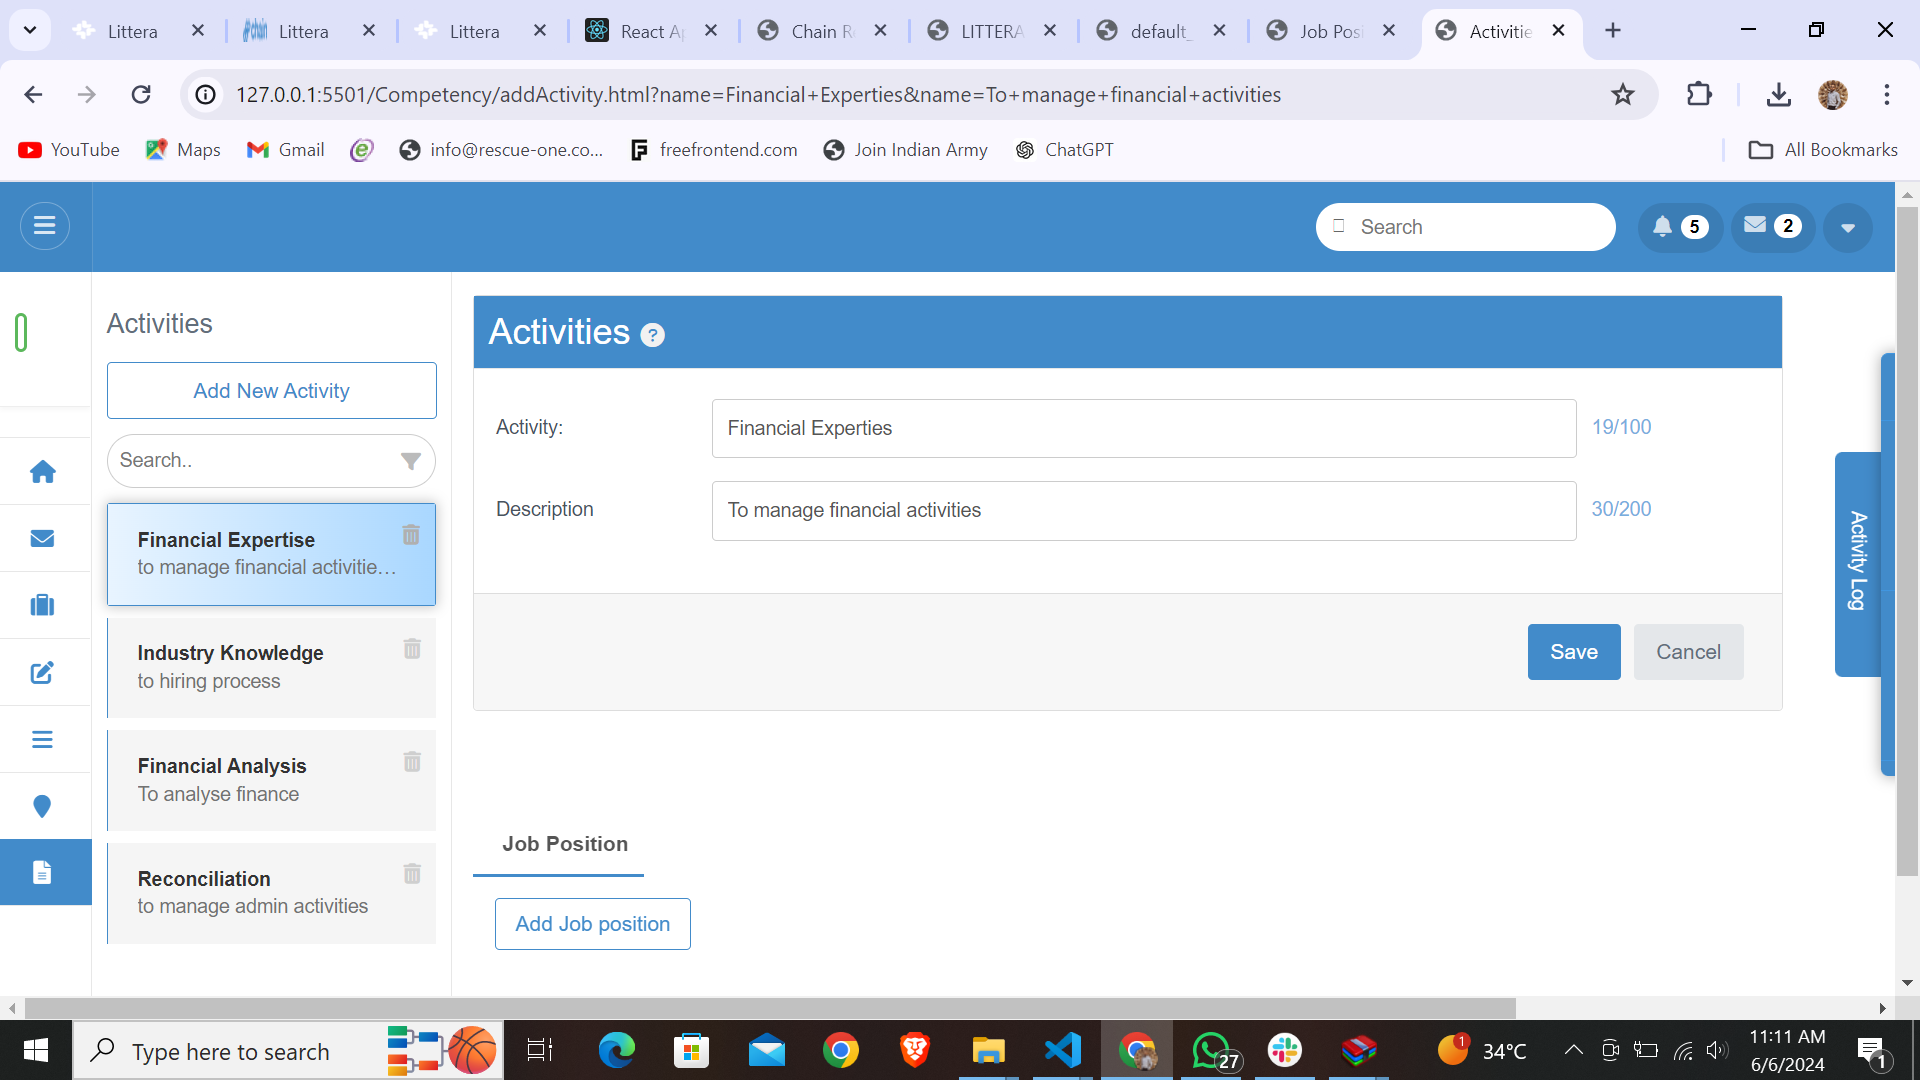 Littera
Littera
Littera
React Ap
Chain Re
LITTERA
default_
Job Posi
Activitie
127.0.0.1:5501/Competency/addActivity.html?name=Financial+Experties&name=To+manage+financial+activities
YouTube
Maps
Gmail
info@rescue-one.co...
freefrontend.com
Join Indian Army
ChatGPT
All Bookmarks
Search
5
2
Activities
Add New Activity
Search..
Financial Expertise
to manage financial activitie...
Industry Knowledge
to hiring process
Financial Analysis
To analyse finance
Reconciliation
to manage admin activities
Activities ?
Activity:
Financial Experties
19/100
Description
To manage financial activities
30/200
Save
Cancel
Activity Log
Job Position
Add Job position
Type here to search
27
1
34°C
11:11 AM
6/6/2024
1